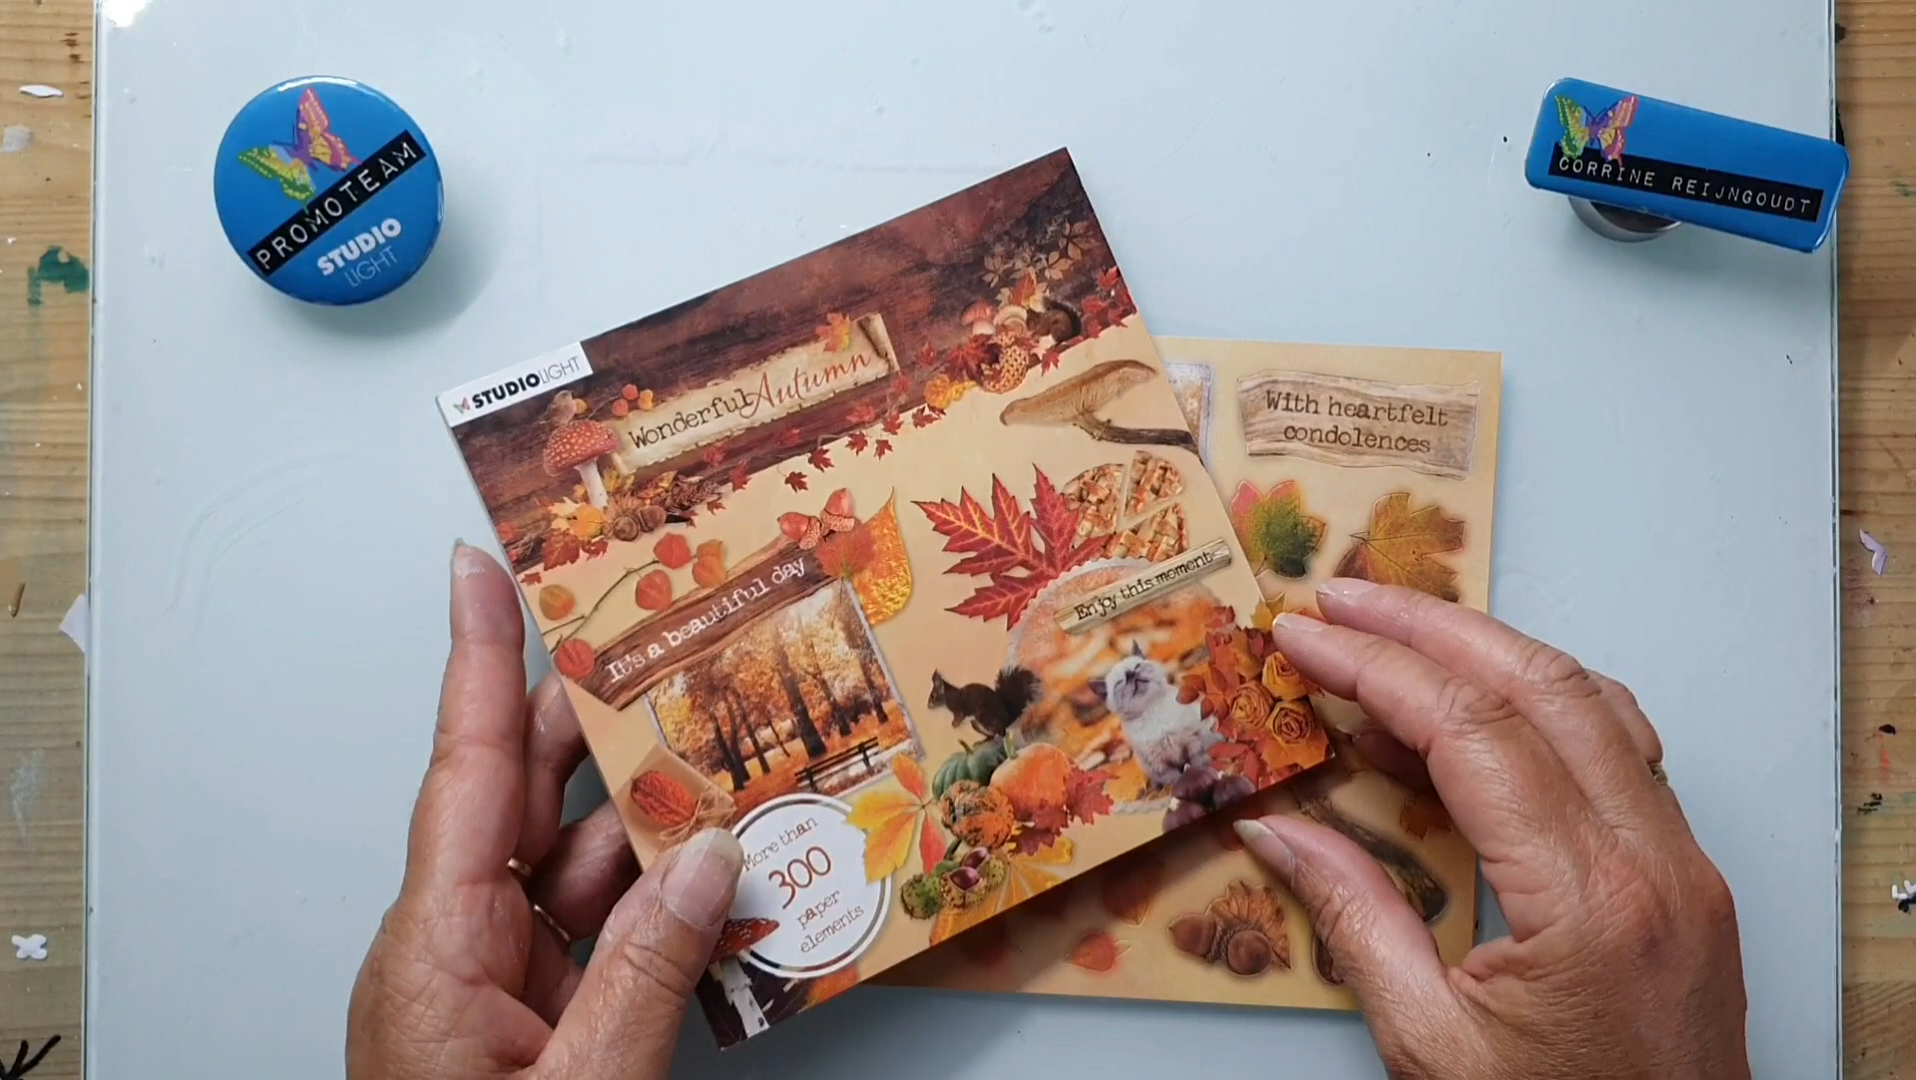 PROMOTEAM
STUDIO
LIGHT
CORRINE REIJNGOUDT
STUDIOLIGHT
Wonderful Autumn
It's a beautiful day
Enjoy this moment
More than
300
paper
elements
With heartfelt
condolences